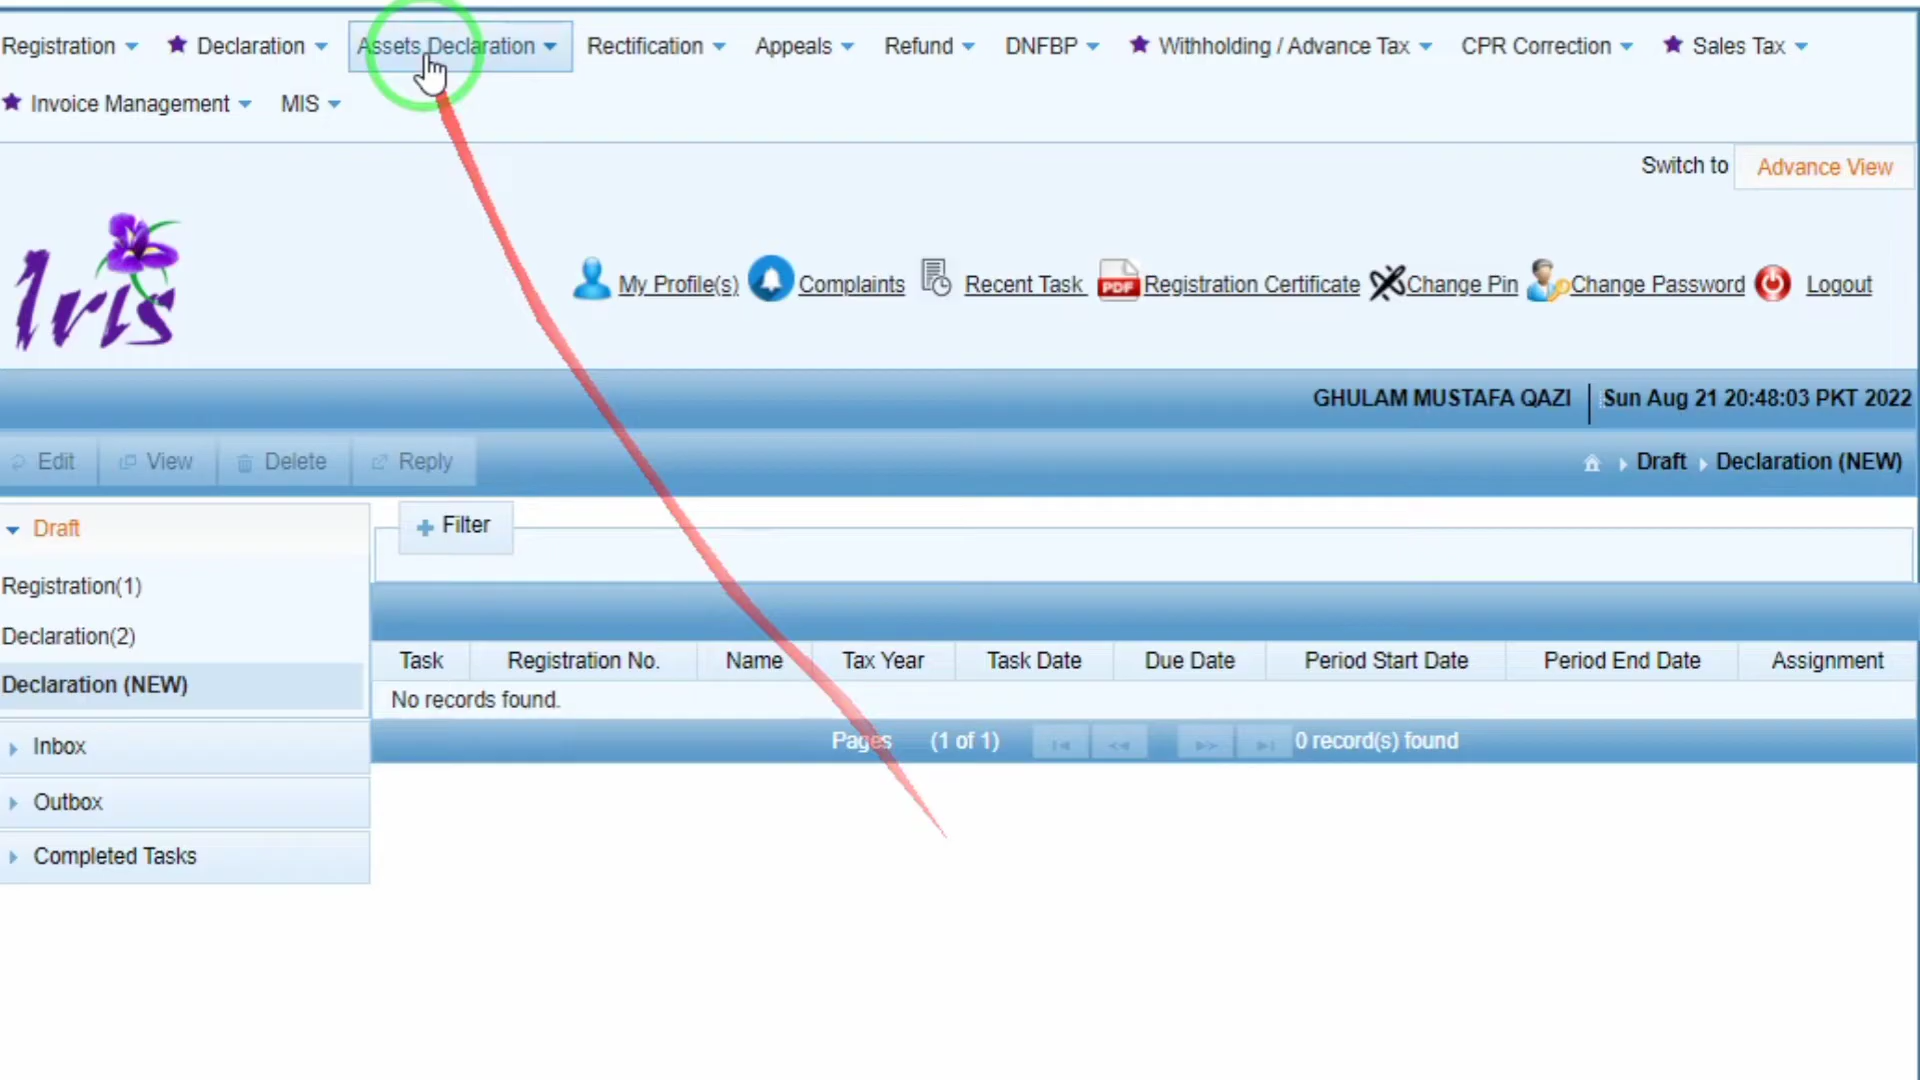 Registration Declaration Assets Declaration Rectification Appeals Refund DNFBP Withholding / Advance Tax CPR Correction Sales Tax
Invoice Management MIS
Switch to Advance View
Iris
My Profile(s) Complaints Recent Task PDF Registration Certificate Change Pin Change Password Logout
GHULAM MUSTAFA QAZI Sun Aug 21 20:48:03 PKT 2022
Edit View Delete Reply Draft Declaration (NEW)
Draft
Filter
Registration(1)
Declaration(2)
Declaration (NEW)
Inbox
Outbox
Completed Tasks
Task Registration No. Name Tax Year Task Date Due Date Period Start Date Period End Date Assignment
No records found.
Pages (1 of 1) 0 record(s) found